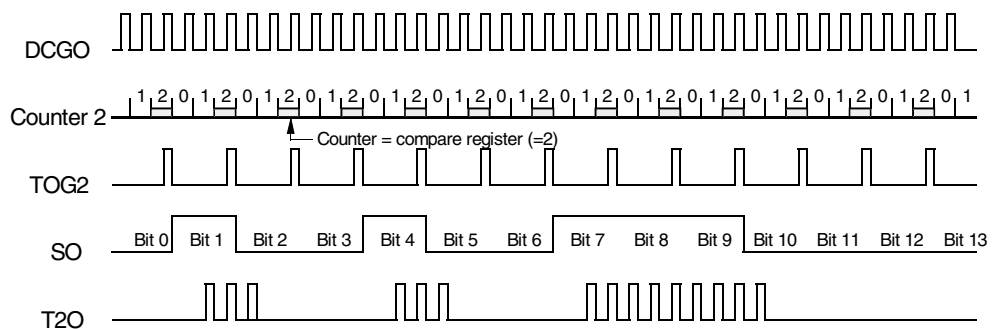 DCGO
1 2 0 1 2 0 1 2 0 1 2 0 1 2 0 1 2 0 1 2 0 1 2 0 1 2 0 1 2 0 1 2 0 1 2 0 1 2 0 1
Counter 2
Counter = compare register (=2)
TOG2
Bit 0 Bit 1 Bit 2 Bit 3 Bit 4 Bit 5 Bit 6 Bit 7 Bit 8 Bit 9 Bit 10 Bit 11 Bit 12 Bit 13
SO
T2O